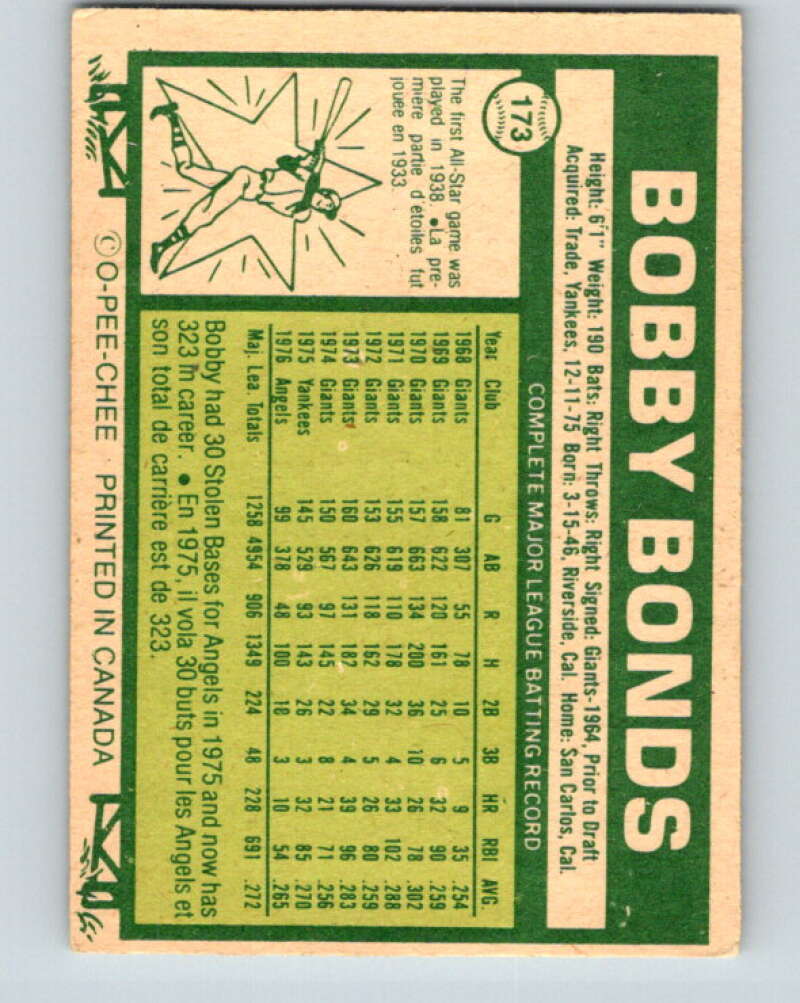 BOBBY BONDS
Height: 6'1" Weight: 190 Bats: Right Throws: Right Signed: Giants-1964, Prior to Draft
Acquired: Trade, Yankees, 12-11-75 Born: 3-15-46, Riverside, Cal. Home: San Carlos, Cal.
173
COMPLETE MAJOR LEAGUE BATTING RECORD
The first All-Star game was
played in 1938. •La pre-
mière partie d'étoiles fut
jouée en 1933
Year Club G AB R H 2B 3B HR RBI AVG.
1968 Giants 81 307 55 78 10 5 9 35 .254
1969 Giants 158 622 120 161 25 6 32 90 .259
1970 Giants 157 663 134 200 36 10 26 78 .302
1971 Giants 155 619 110 178 32 4 33 102 .288
1972 Giants 153 626 118 162 29 5 26 80 .259
1973 Giants 160 643 131 182 34 4 39 96 .283
1974 Giants 150 567 97 145 22 8 21 71 .256
1975 Yankees 145 529 93 143 26 3 32 85 .270
1976 Angels 99 378 48 100 18 3 10 54 .265
Maj. Lea. Totals 1258 4954 906 1349 224 48 228 691 .272
Bobby had 30 Stolen Bases for Angels in 1975 and now has
323 in career. • En 1975, il vola 30 buts pour les Angels et
son total de carrière est de 323.
©O-PEE-CHEE PRINTED IN CANADA